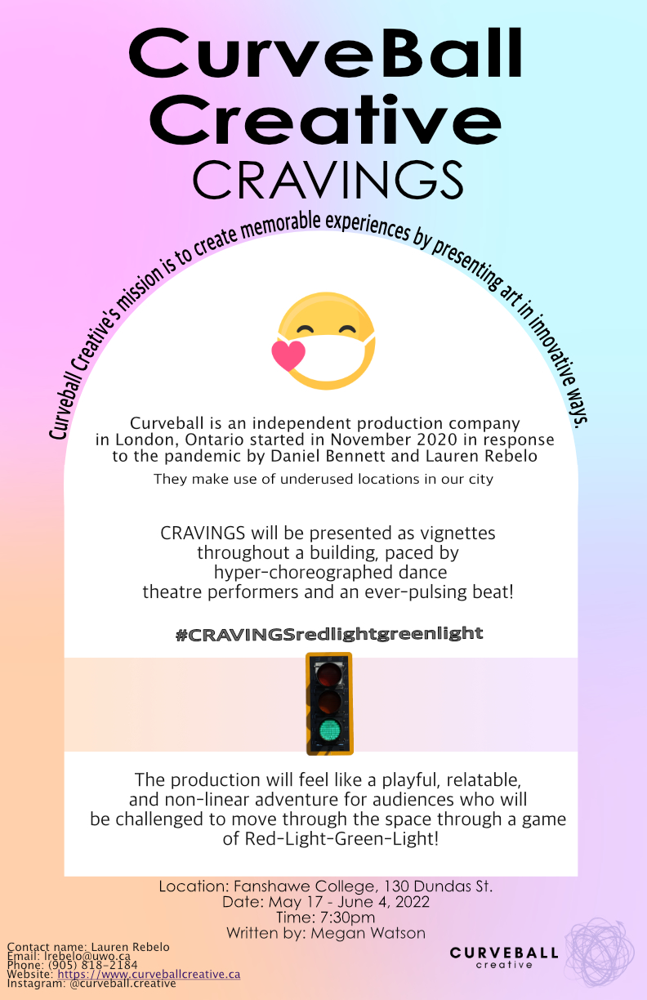 CurveBall
Creative
CRAVINGS
Curveball Creative's mission is to create memorable experiences by presenting art in innovative ways.
Curveball is an independent production company
in London, Ontario started in November 2020 in response
to the pandemic by Daniel Bennett and Lauren Rebelo
They make use of underused locations in our city
CRAVINGS will be presented as vignettes
throughout a building, paced by
hyper-choreographed dance
theatre performers and an ever-pulsing beat!
#CRAVINGSredlightgreenlight
The production will feel like a playful, relatable,
and non-linear adventure for audiences who will
be challenged to move through the space through a game
of Red-Light-Green-Light!
Location: Fanshawe College, 130 Dundas St.
Date: May 17 - June 4, 2022
Time: 7:30pm
Written by: Megan Watson
Contact name: Lauren Rebelo
Email: lrebelo@uwo.ca
Phone: (905) 818-2184
Website: https://www.curveballcreative.ca
Instagram: @curveball.creative
CURVEBALL
creative